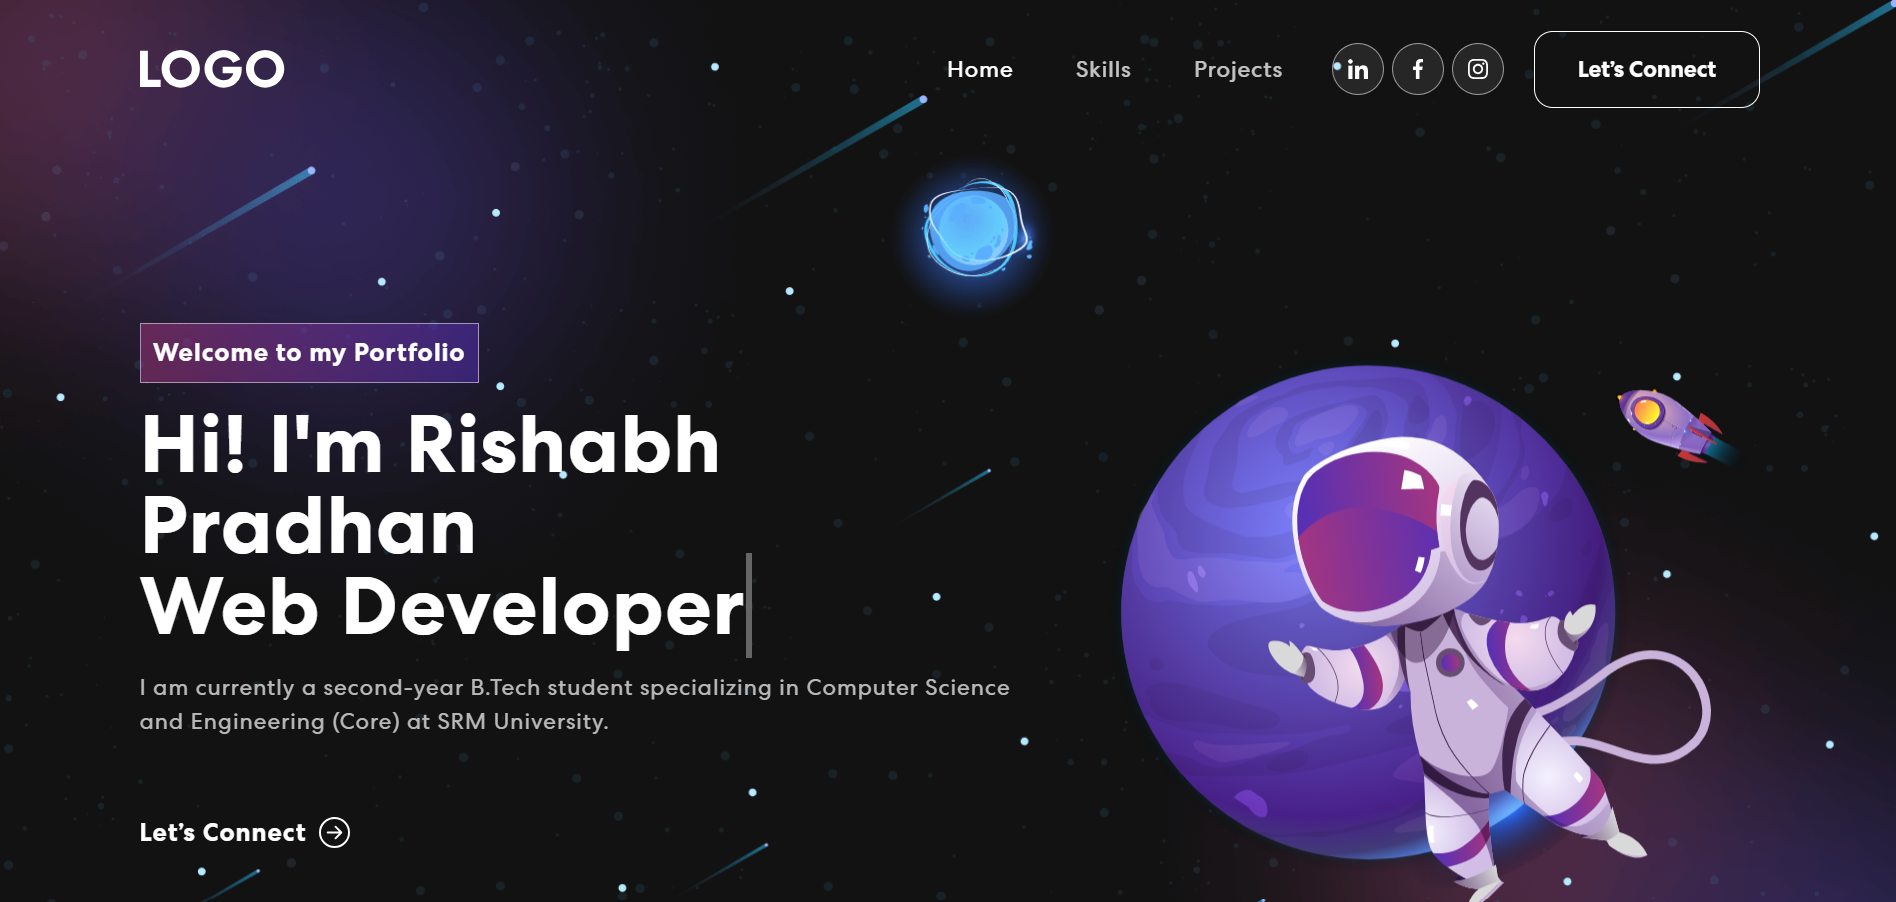 LOGO
Home Skills Projects in f Let’s Connect
Welcome to my Portfolio
Hi! I'm Rishabh
Pradhan
Web Developer
I am currently a second-year B.Tech student specializing in Computer Science
and Engineering (Core) at SRM University.
Let’s Connect